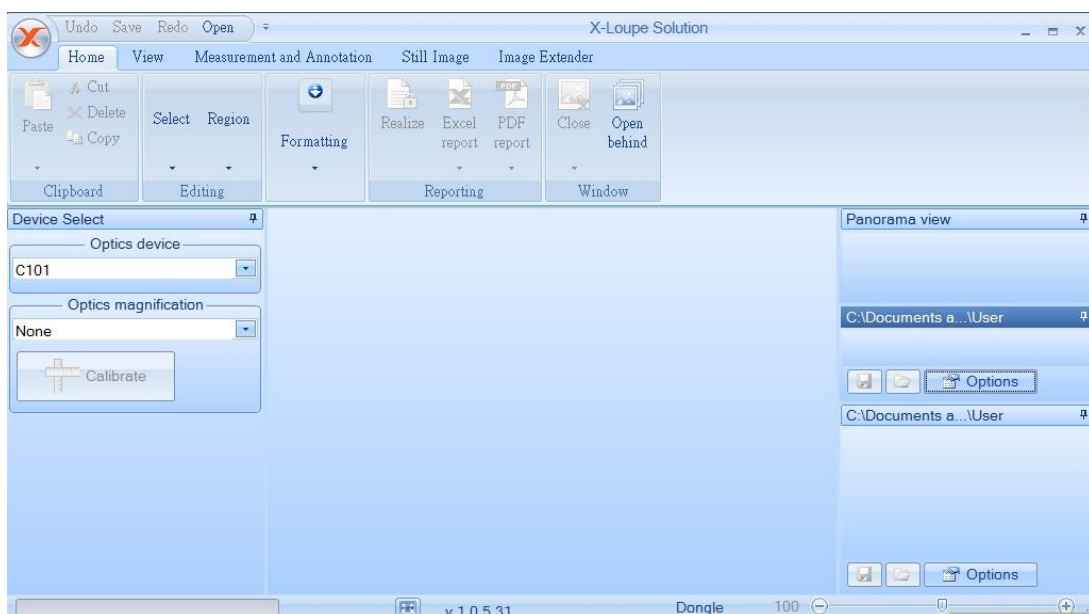 Undo Save Redo Open
X-Loupe Solution
Home View Measurement and Annotation Still Image Image Extender
Paste
Cut
Delete
Copy
Clipboard
Select Region
Editing
Formatting
Realize
Excel report
PDF report
Reporting
Close
Open behind
Window
Device Select
Optics device
C101
Optics magnification
None
Calibrate
Panorama view
C:\Documents a...\User
Options
C:\Documents a...\User
Options
v 1.0.5.31
Dongle
100